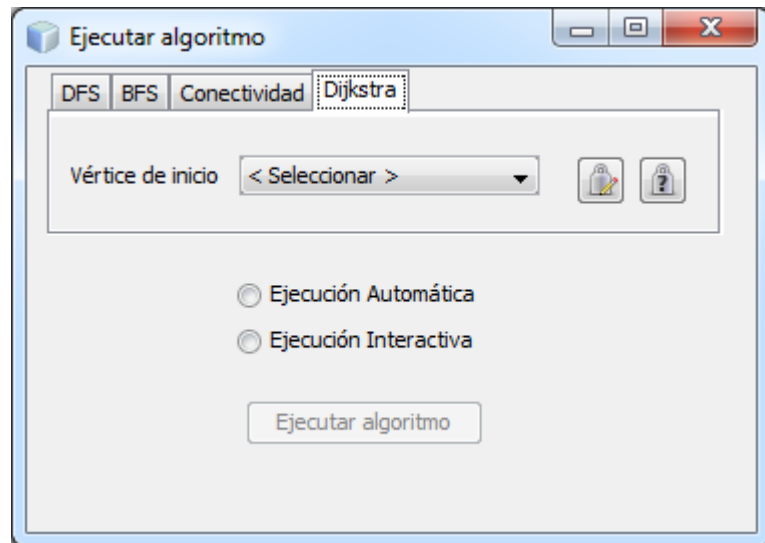 Ejecutar algoritmo
DFS BFS Conectividad Dijkstra
Vértice de inicio < Seleccionar > ?
Ejecución Automática
Ejecución Interactiva
Ejecutar algoritmo